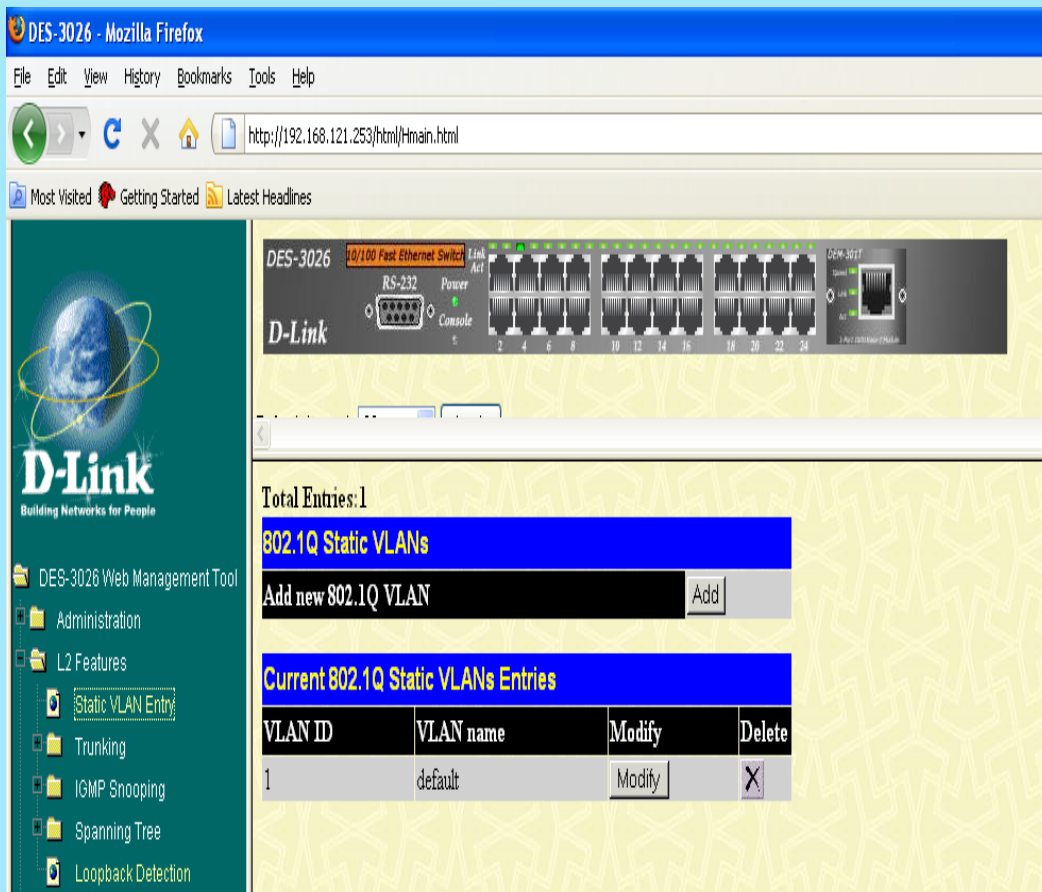 DES-3026 - Mozilla Firefox
File Edit View History Bookmarks Tools Help
http://192.168.121.253/html/Hmain.html
Most Visited Getting Started Latest Headlines
DES-3026 10/100 Fast Ethernet Switch Link
Act
RS-232 Power
Console
D-Link
2 4 6 8 10 12 14 16 18 20 22 24
DEM-301T
D-Link
Building Networks for People
DES-3026 Web Management Tool
Administration
L2 Features
Static VLAN Entry
Trunking
IGMP Snooping
Spanning Tree
Loopback Detection
Total Entries:1
802.1Q Static VLANs
Add new 802.1Q VLAN Add
Current 802.1Q Static VLANs Entries
VLAN ID VLAN name Modify Delete
1 default Modify X